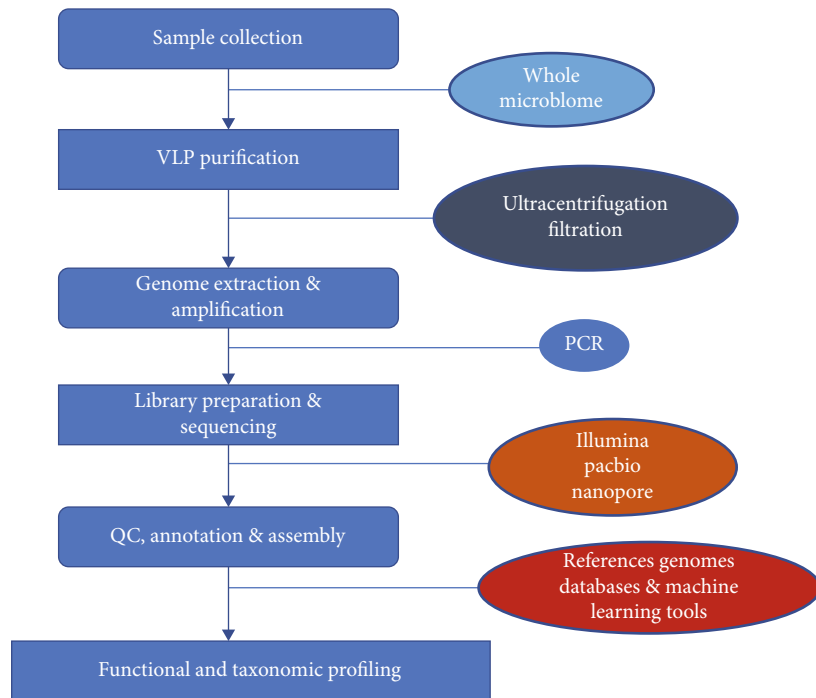 Sample collection
Whole
microblome
VLP purification
Ultracentrifugation
filtration
Genome extraction &
amplification
PCR
Library preparation &
sequencing
Illumina
pacbio
nanopore
QC, annotation & assembly
References genomes
databases & machine
learning tools
Functional and taxonomic profiling